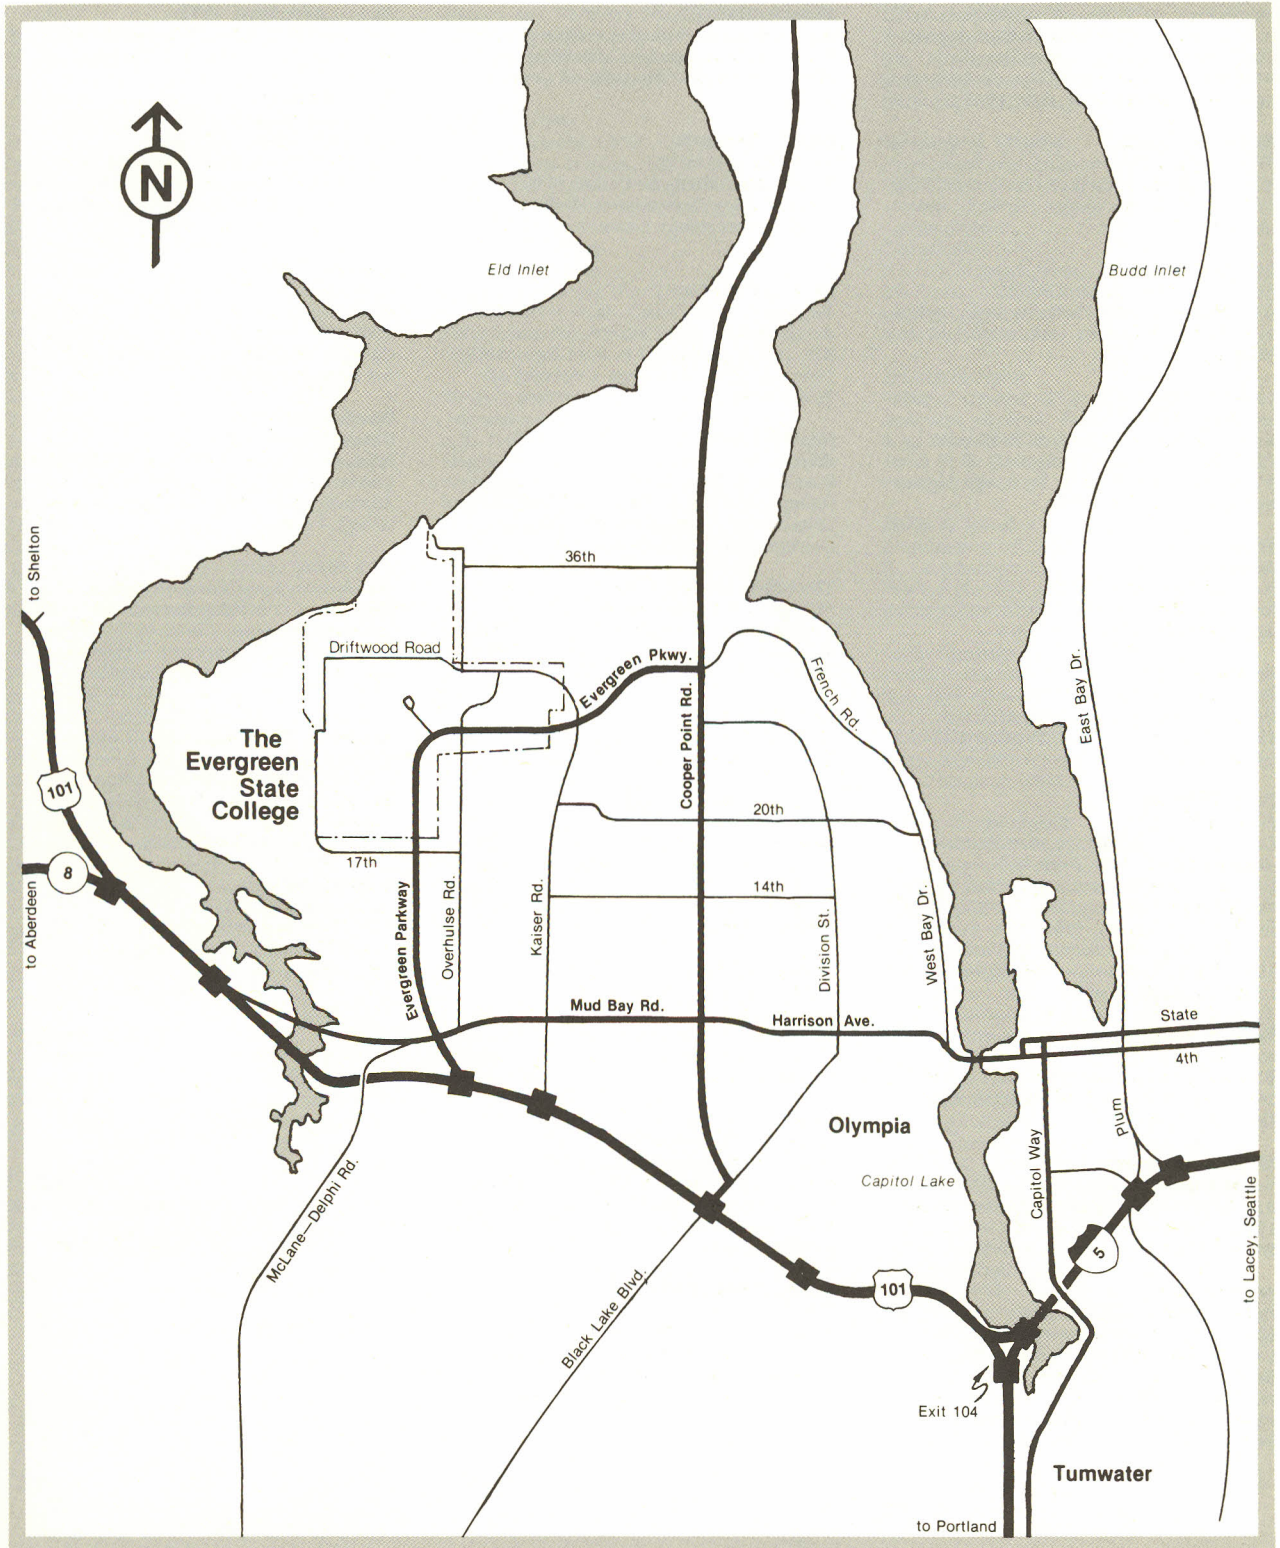 N
Eld Inlet
Budd Inlet
to Shelton
36th
Driftwood Road
Evergreen Pkwy.
French Rd.
East Bay Dr.
Cooper Point Rd.
The
Evergreen
State
College
101
20th
17th
8
to Aberdeen
14th
Evergreen Parkway
Overhulse Rd.
Kaiser Rd.
Division St.
West Bay Dr.
Mud Bay Rd.
Harrison Ave.
State
4th
Olympia
Plum
Capitol Way
Capitol Lake
McLane—Delphi Rd.
to Lacey, Seattle
5
101
Black Lake Blvd.
Exit 104
Tumwater
to Portland